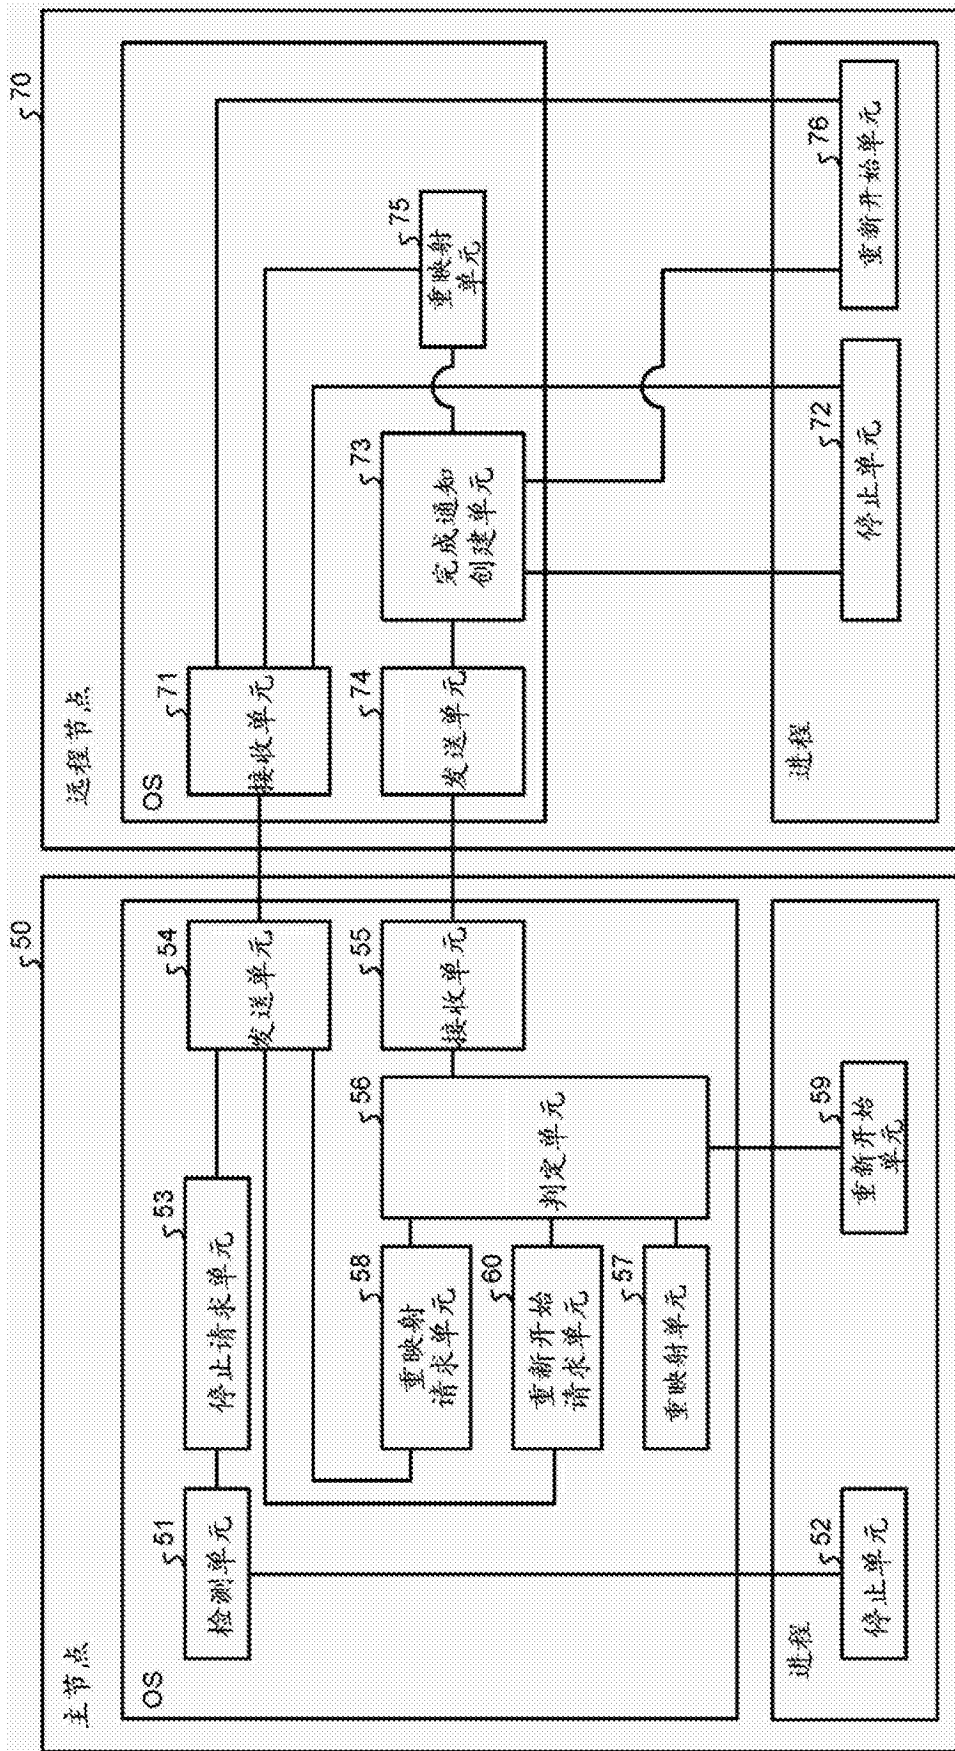 50
主节点
OS
51
检测单元
53
停止请求单元
54
发送单元
58
重映射
请求单元
60
重新开始
请求单元
57
重映射单元
56
判定单元
55
接收单元
进程
52
停止单元
59
重新开始
单元
70
远程节点
OS
71
接收单元
74
发送单元
73
完成通知
创建单元
75
重映射
单元
进程
72
停止单元
76
重新开始单元